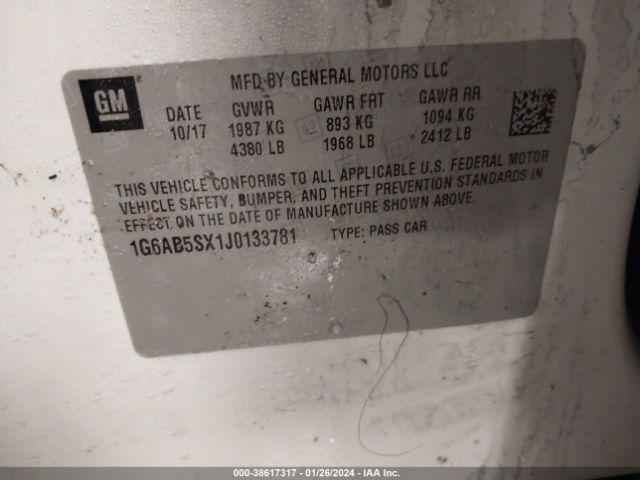 GM
MFD BY GENERAL MOTORS LLC
DATE GVWR GAWR FRT GAWR RR
10/17 1987 KG 893 KG 1094 KG
4380 LB 1968 LB 2412 LB
THIS VEHICLE CONFORMS TO ALL APPLICABLE U.S. FEDERAL MOTOR
VEHICLE SAFETY, BUMPER, AND THEFT PREVENTION STANDARDS IN
EFFECT ON THE DATE OF MANUFACTURE SHOWN ABOVE.
1G6AB5SX1J0133781 TYPE: PASS CAR
000-38617317 - 01/26/2024 - IAAI Inc.